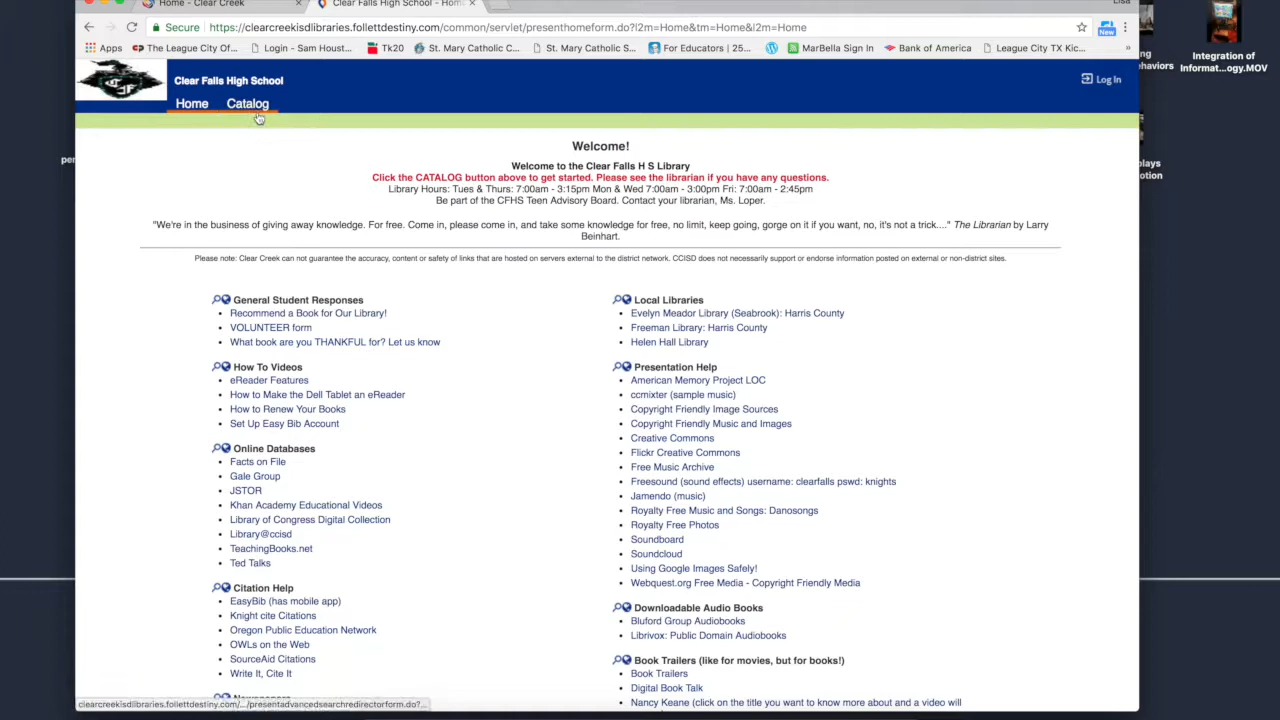 Home - Clear Creek
Clear Falls High School - Home
Lisa
Secure https://clearcreekisdlibraries.follettdestiny.com/common/servlet/presenthomeform.do?l2m=Home&tm=Home&l2m=Home
New
Apps The League City Of... Login - Sam Houst... Tk20 St. Mary Catholic C... St. Mary Catholic S... For Educators | 25... MarBella Sign In Bank of America League City TX Kic... »
Integration of
Informat...ogy.MOV
Clear Falls High School
Log In
Home Catalog
Welcome!
Welcome to the Clear Falls H S Library
Click the CATALOG button above to get started. Please see the librarian if you have any questions.
Library Hours: Tues & Thurs: 7:00am - 3:15pm Mon & Wed 7:00am - 3:00pm Fri: 7:00am - 2:45pm
Be part of the CFHS Teen Advisory Board. Contact your librarian, Ms. Loper.
"We're in the business of giving away knowledge. For free. Come in, please come in, and take some knowledge for free, no limit, keep going, gorge on it if you want, no, it's not a trick...." The Librarian by Larry
Beinhart.
Please note: Clear Creek can not guarantee the accuracy, content or safety of links that are hosted on servers external to the district network. CCISD does not necessarily support or endorse information posted on external or non-district sites.
General Student Responses
• Recommend a Book for Our Library!
• VOLUNTEER form
• What book are you THANKFUL for? Let us know
How To Videos
• eReader Features
• How to Make the Dell Tablet an eReader
• How to Renew Your Books
• Set Up Easy Bib Account
Online Databases
• Facts on File
• Gale Group
• JSTOR
• Khan Academy Educational Videos
• Library of Congress Digital Collection
• Library@ccisd
• TeachingBooks.net
• Ted Talks
Citation Help
• EasyBib (has mobile app)
• Knight cite Citations
• Oregon Public Education Network
• OWLs on the Web
• SourceAid Citations
• Write It, Cite It
Newspapers
Local Libraries
• Evelyn Meador Library (Seabrook): Harris County
• Freeman Library: Harris County
• Helen Hall Library
Presentation Help
• American Memory Project LOC
• ccmixter (sample music)
• Copyright Friendly Image Sources
• Copyright Friendly Music and Images
• Creative Commons
• Flickr Creative Commons
• Free Music Archive
• Freesound (sound effects) username: clearfalls pswd: knights
• Jamendo (music)
• Royalty Free Music and Songs: Danosongs
• Royalty Free Photos
• Soundboard
• Soundcloud
• Using Google Images Safely!
• Webquest.org Free Media - Copyright Friendly Media
Downloadable Audio Books
• Bluford Group Audiobooks
• Librivox: Public Domain Audiobooks
Book Trailers (like for movies, but for books!)
• Book Trailers
• Digital Book Talk
• Nancy Keane (click on the title you want to know more about and a video will
clearcreekisdlibraries.follettdestiny.com/.../presentadvancedsearchredirectorform.do?...